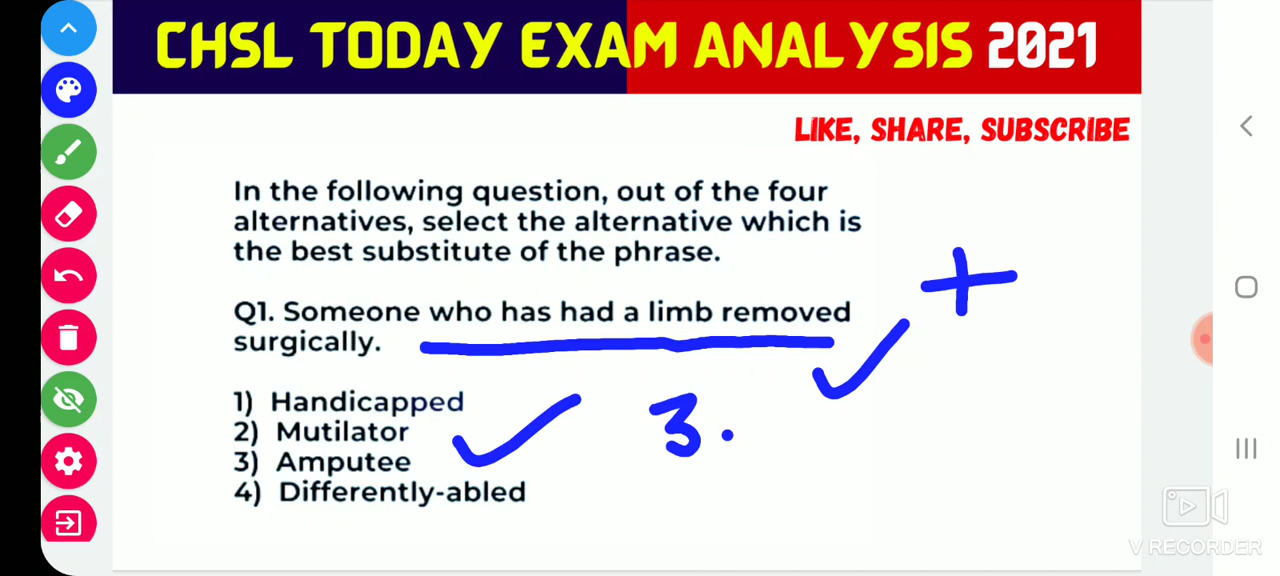 CHSL TODAY EXAM ANALYSIS 2021
LIKE, SHARE, SUBSCRIBE
In the following question, out of the four
alternatives, select the alternative which is
the best substitute of the phrase.
Q1. Someone who has had a limb removed
surgically.
1) Handicapped
2) Mutilator
3) Amputee
4) Differently-abled
3.
V RECORDER